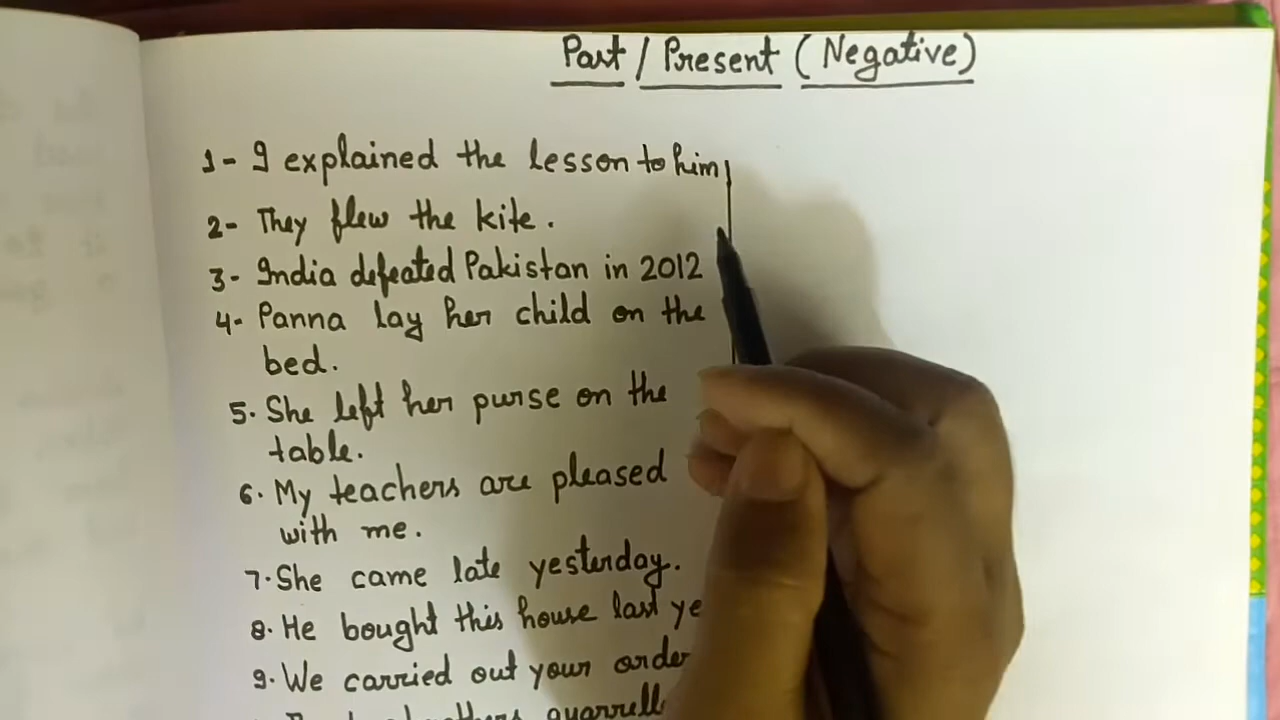 Past / Present (Negative)
1- I explained the lesson to him
2- They flew the kite.
3- India defeated Pakistan in 2012
4- Panna lay her child on the
bed.
5. She left her purse on the
table.
6. My teachers are pleased
with me.
7. She came late yesterday.
8. He bought this house last ye
9. We carried out your order